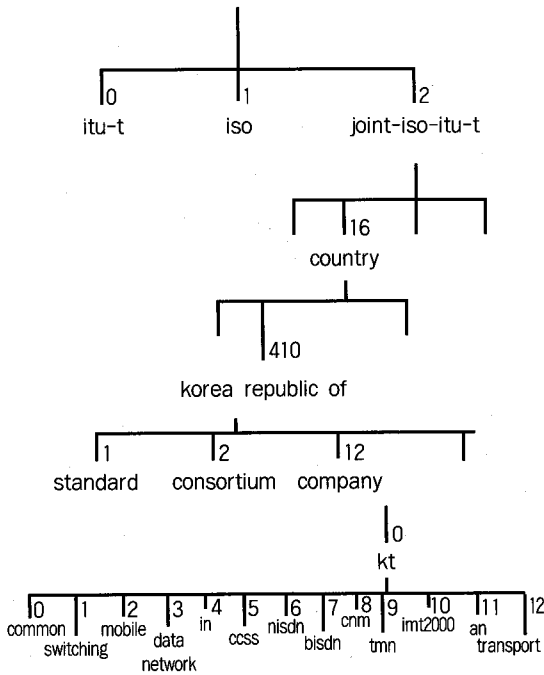 0 1 2
itu-t iso joint-iso-itu-t
16
country
410
korea republic of
1 2 12
standard consortium company
0
kt
0 1 2 3 4 5 6 7 8 9 10 11 12
common switching mobile data network in ccss nisdn bisdn cnm tmn imt2000 an transport